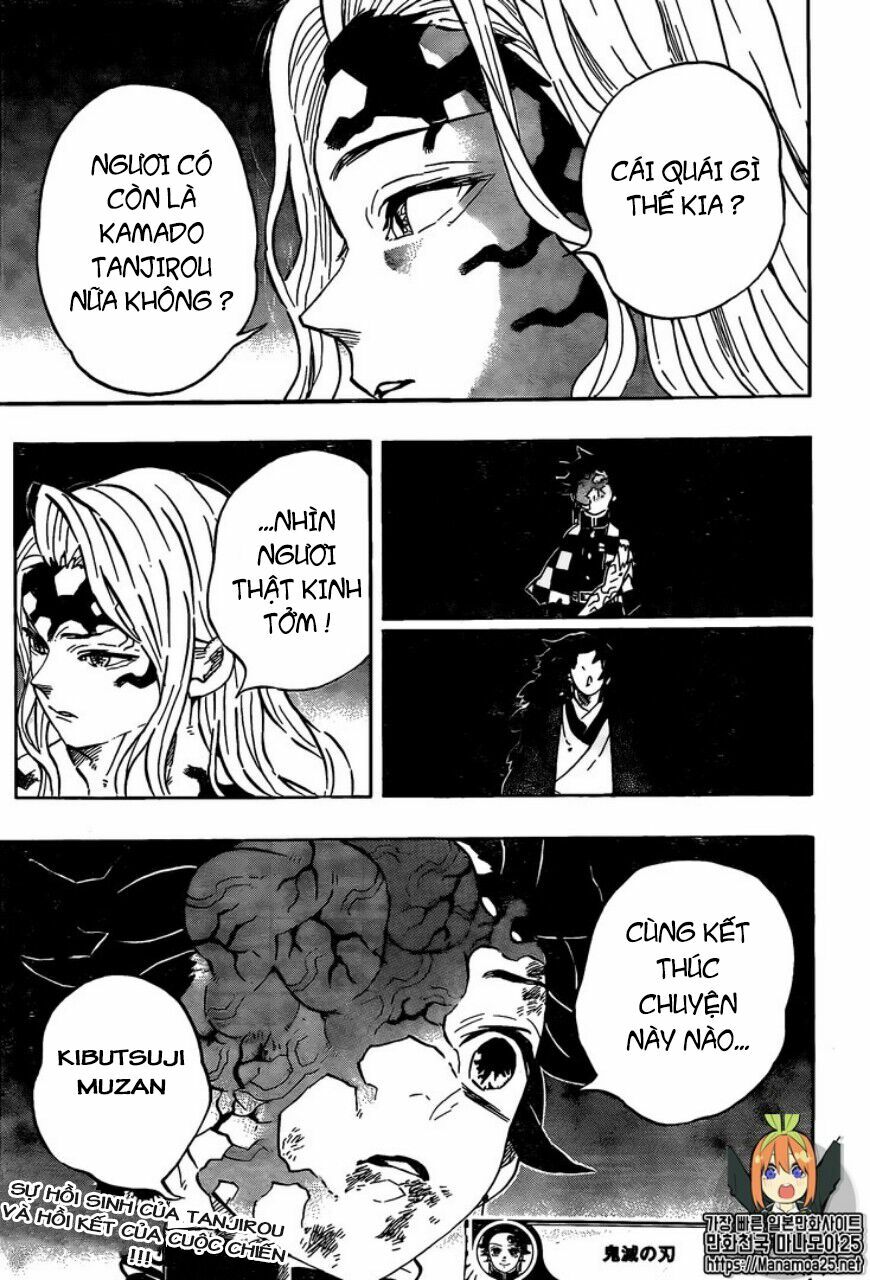 CÁI QUÁI GÌ
THẾ KIA ?
NGƯƠI CÓ
CÒN LÀ
KAMADO
TANJIROU
NỮA KHÔNG ?
...NHÌN
NGƯƠI
THẬT KINH
TỞM !
CÙNG KẾT
THÚC
CHUYỆN
NÀY NÀO...
KIBUTSUJI
MUZAN
SỰ HỒI SINH CỦA TANJIROU
VÀ HỒI KẾT CỦA CUỘC CHIẾN
!!!
鬼滅の刃
가장 빠른 일본만화사이트
만화천국 마나모아25
https://Manamoa25.net